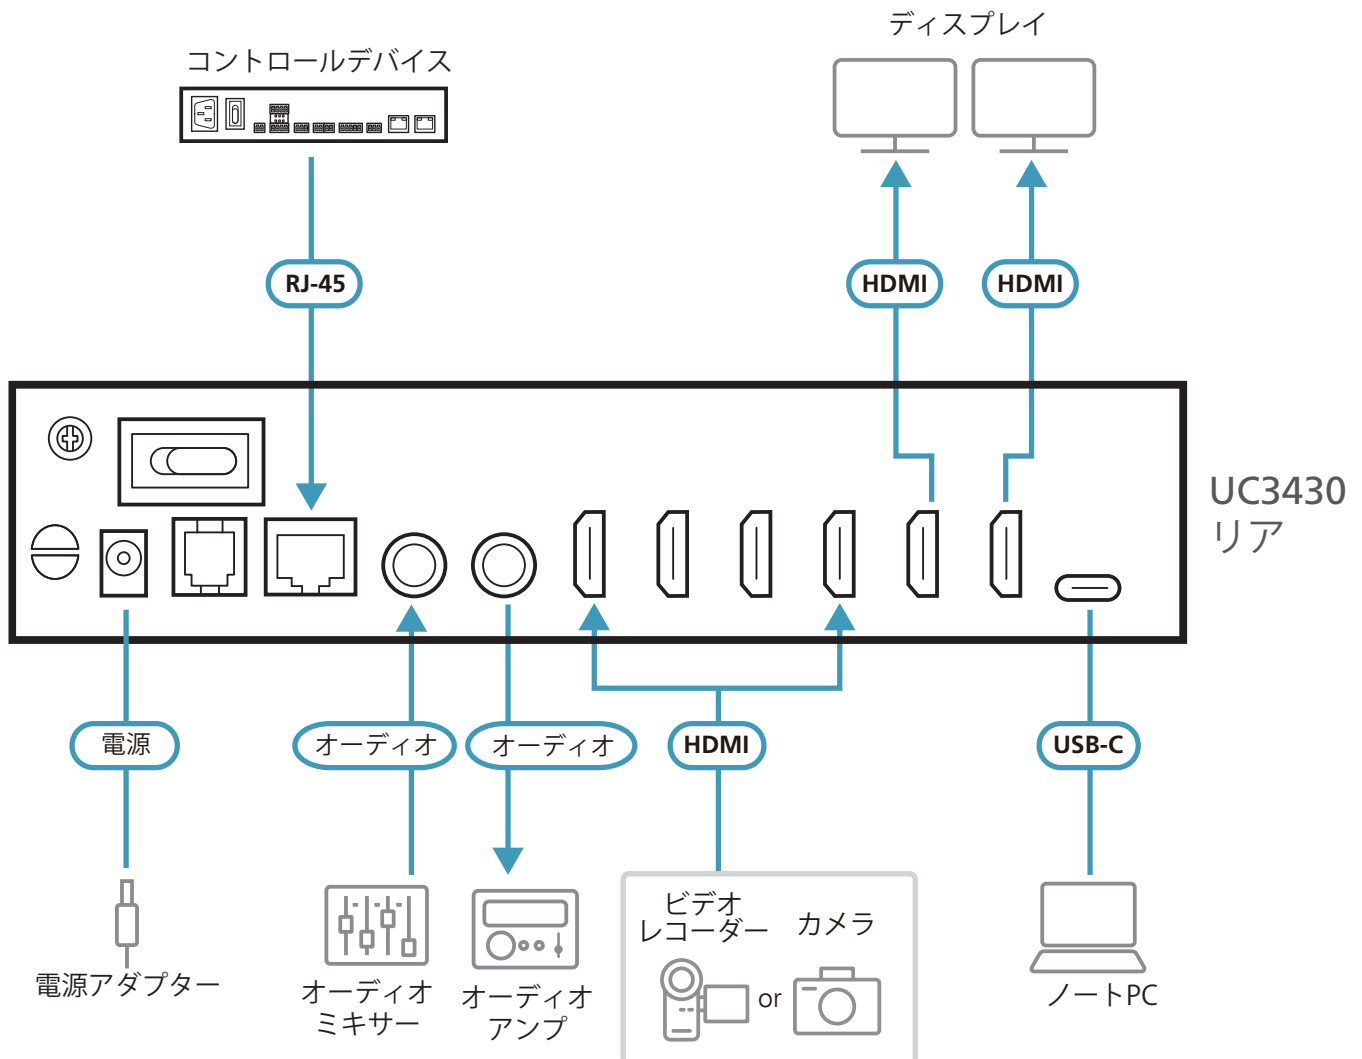 ディスプレイ
コントロールデバイス
RJ-45
HDMI
HDMI
UC3430
リア
電源
オーディオ
オーディオ
HDMI
USB-C
電源アダプター
オーディオ
ミキサー
オーディオ
アンプ
ビデオ
レコーダー
カメラ
or
ノートPC